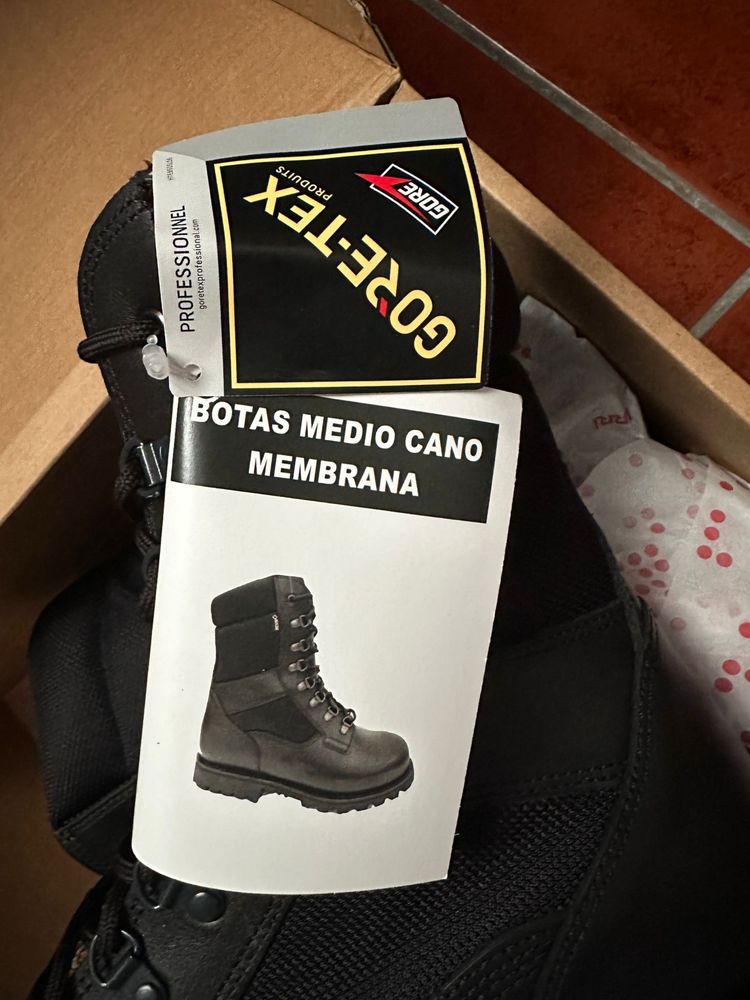 GORE
GORE-TEX
PRODUITS
PROFESSIONNEL
goretexprofessional.com
BOTAS MEDIO CANO
MEMBRANA